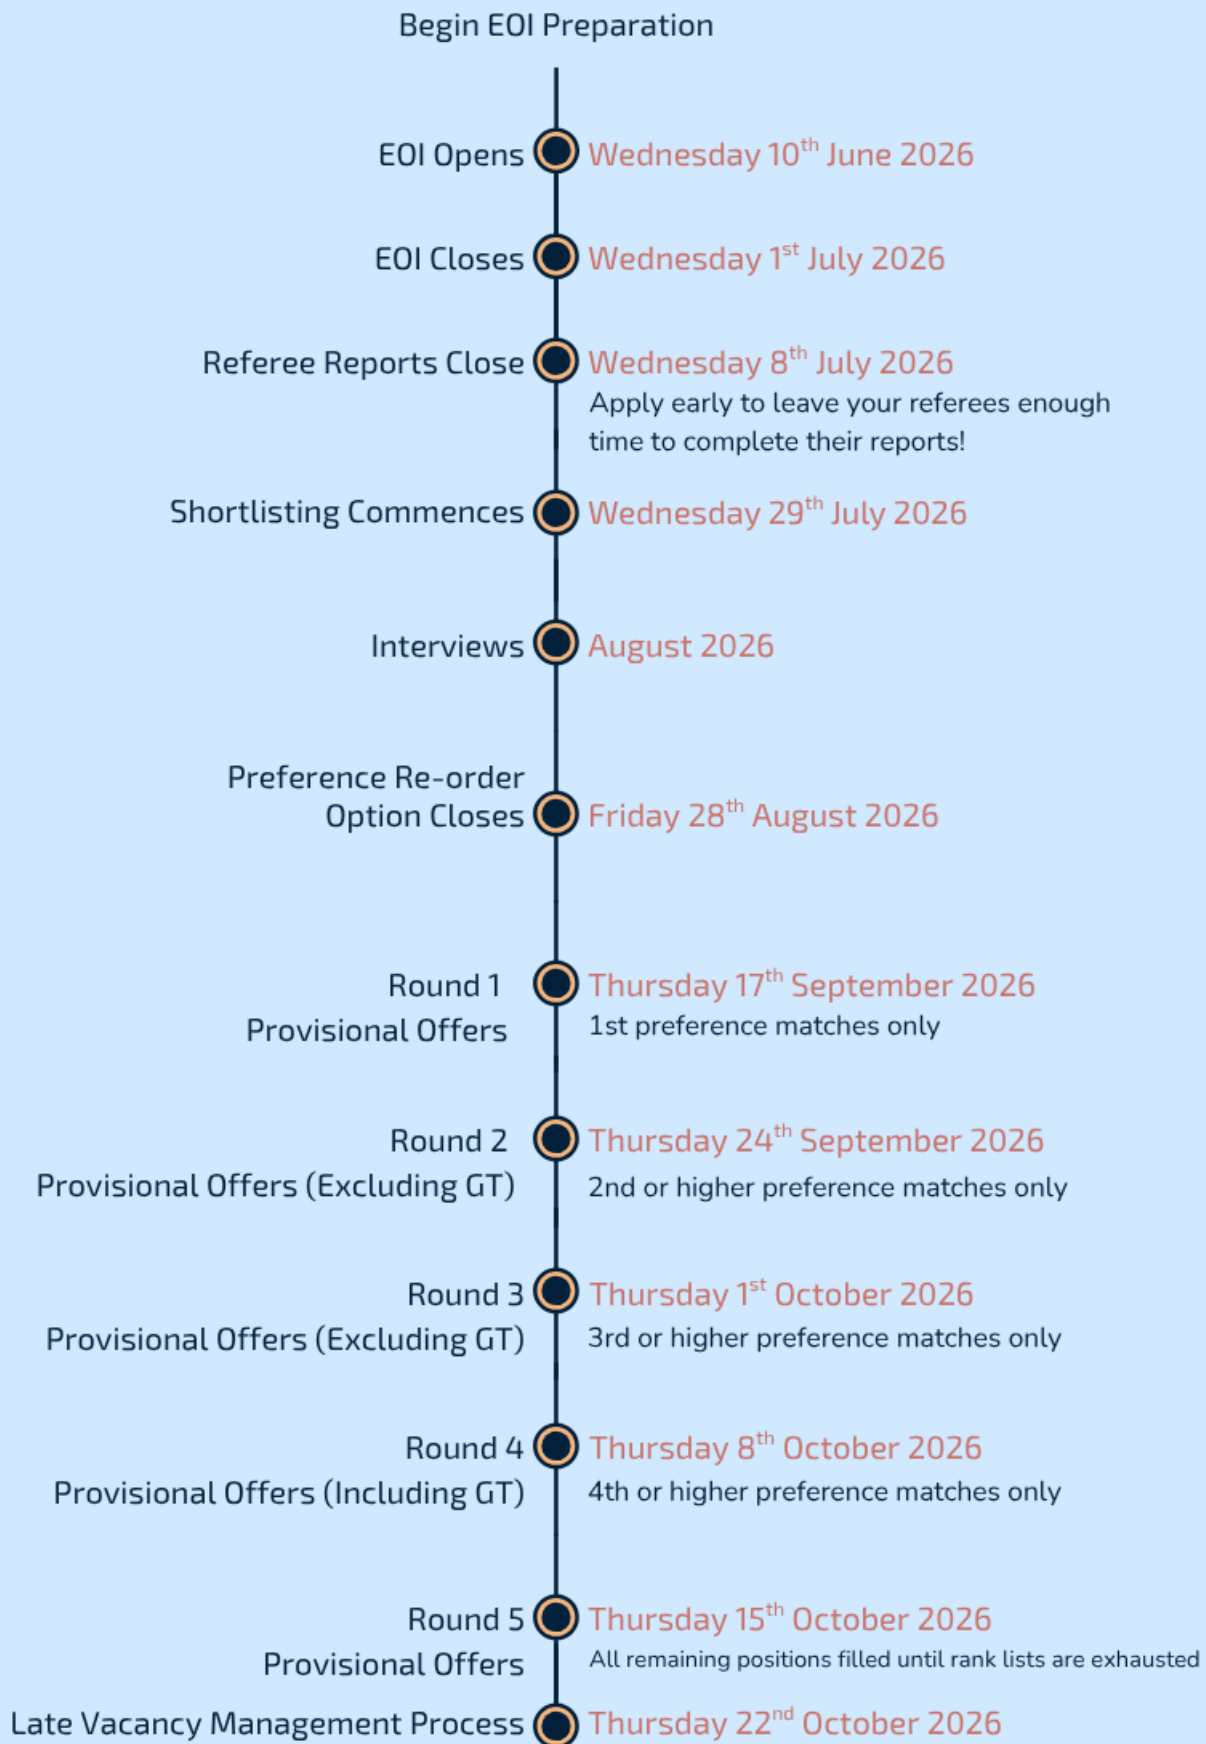 Begin EOI Preparation
EOI Opens Wednesday 10th June 2026
EOI Closes Wednesday 1st July 2026
Referee Reports Close Wednesday 8th July 2026
Apply early to leave your referees enough
time to complete their reports!
Shortlisting Commences Wednesday 29th July 2026
Interviews August 2026
Preference Re-order
Option Closes Friday 28th August 2026
Round 1 Thursday 17th September 2026
Provisional Offers 1st preference matches only
Round 2 Thursday 24th September 2026
Provisional Offers (Excluding GT) 2nd or higher preference matches only
Round 3 Thursday 1st October 2026
Provisional Offers (Excluding GT) 3rd or higher preference matches only
Round 4 Thursday 8th October 2026
Provisional Offers (Including GT) 4th or higher preference matches only
Round 5 Thursday 15th October 2026
Provisional Offers All remaining positions filled until rank lists are exhausted
Late Vacancy Management Process Thursday 22nd October 2026